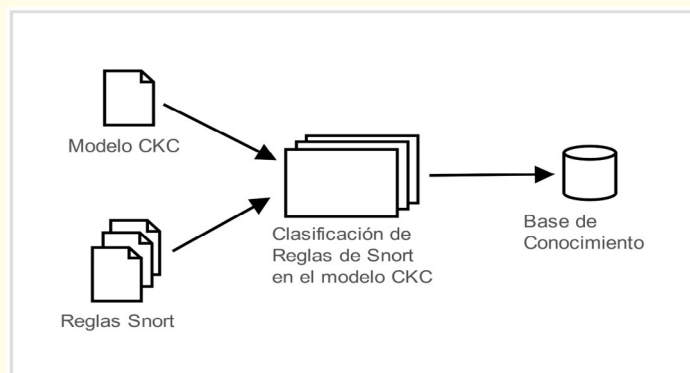 Modelo CKC
Reglas Snort
Clasificación de
Reglas de Snort
en el modelo CKC
Base de
Conocimiento